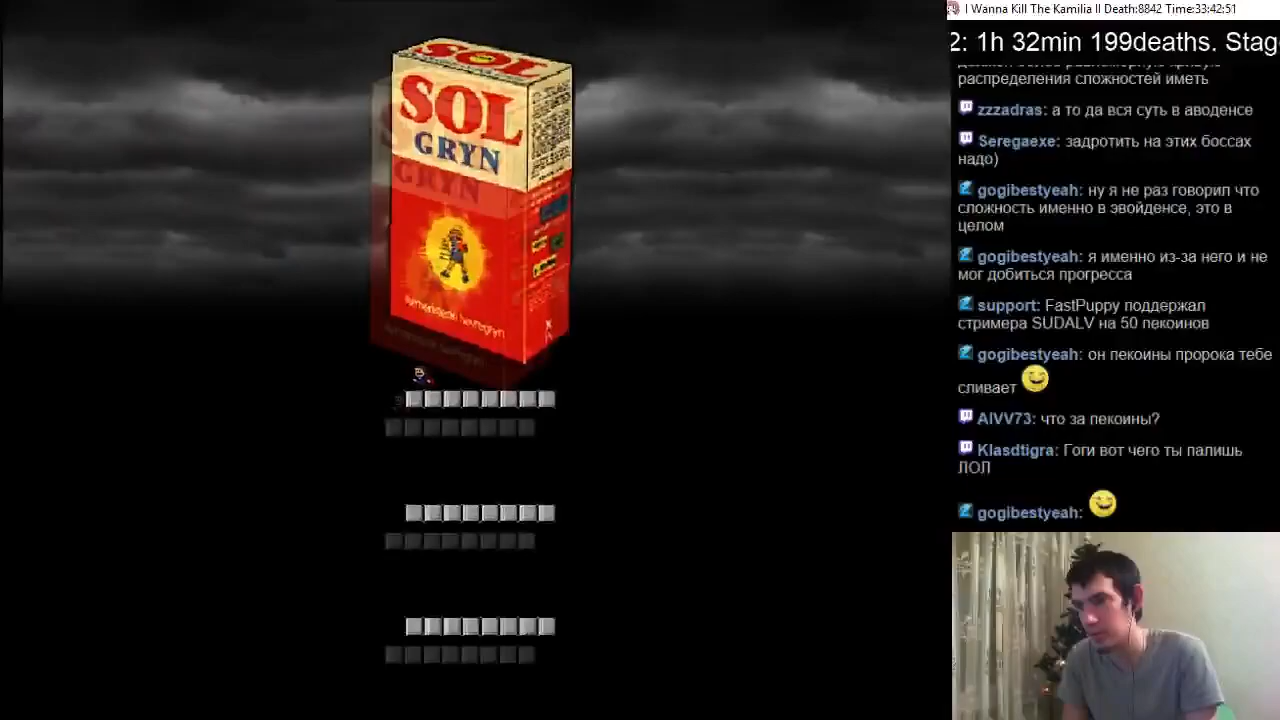 I Wanna Kill The Kamilia II Death:8842 Time:33:42:51
2: 1h 32min 199deaths. Stag
распределения сложностей иметь
zzzadras: а то да вся суть в аводенсе
Seregaexe: задротить на этих боссах
надо)
gogibestyeah: ну я не раз говорил что
сложность именно в эвойденсе, это в
целом
gogibestyeah: я именно из-за него и не
мог добиться прогресса
support: FastPuppy поддержал
стримера SUDALV на 50 пекоинов
gogibestyeah: он пекоины пророка тебе
сливает
AlVV73: что за пекоины?
Klasdtigra: Гоги вот чего ты палишь
ЛОЛ
gogibestyeah:
SOL
SOL
GRYN
GRYN